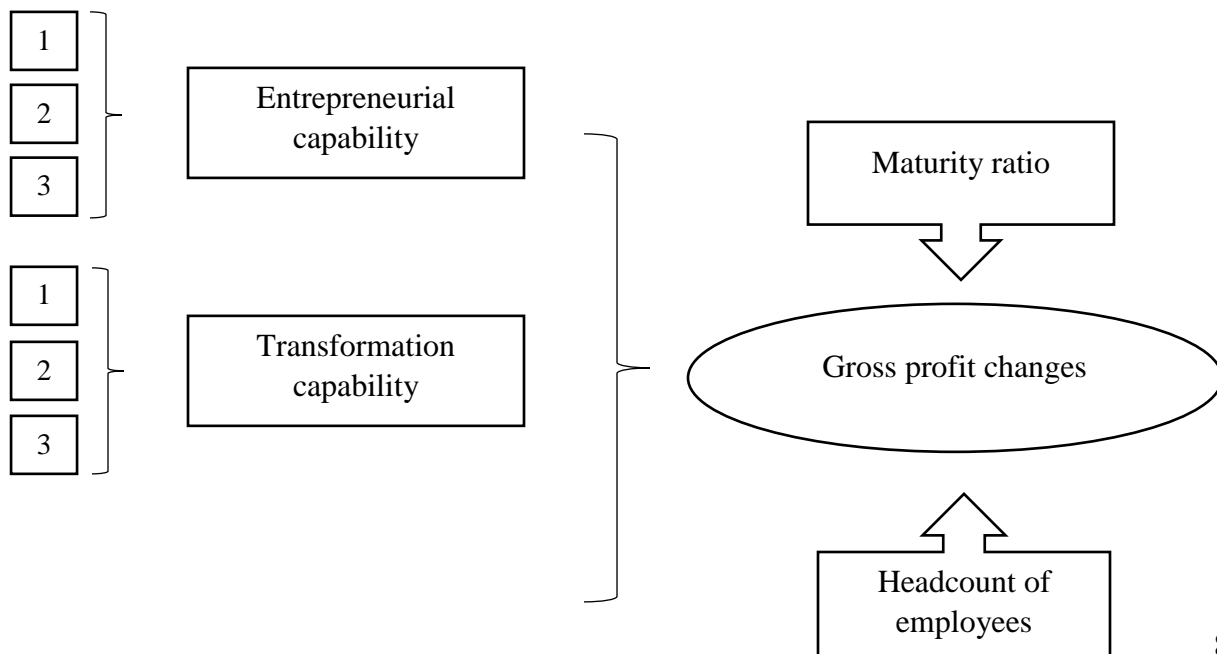 1
2
3
Entrepreneurial
capability
1
2
3
Transformation
capability
Maturity ratio
Gross profit changes
Headcount of
employees